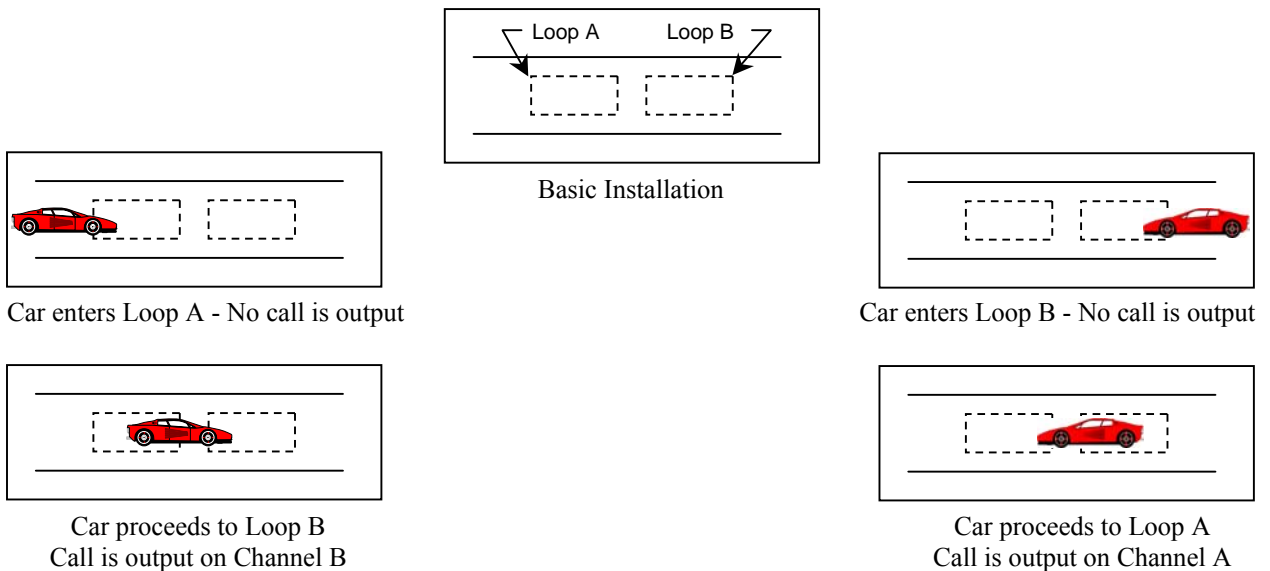 Loop A Loop B
Basic Installation
Car enters Loop A - No call is output
Car enters Loop B - No call is output
Car proceeds to Loop B
Call is output on Channel B
Car proceeds to Loop A
Call is output on Channel A